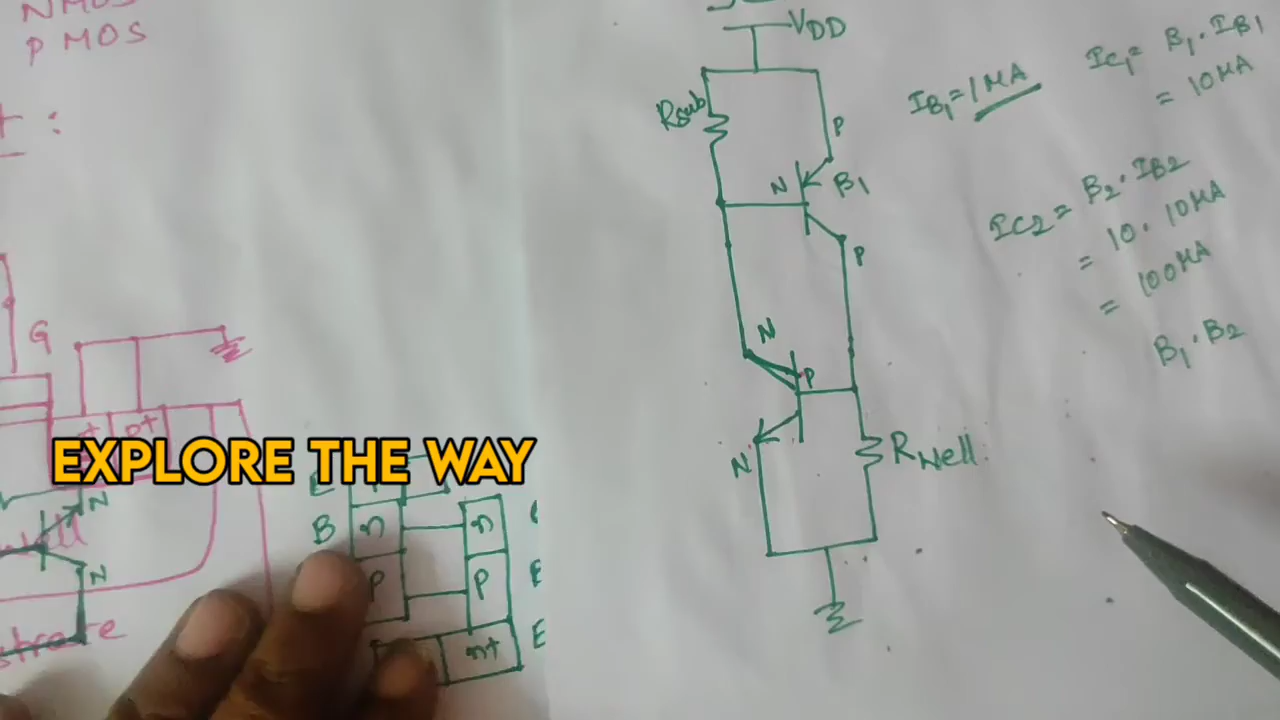 NMOS
PMOS
t :
G
EXPLORE THE WAY
N
N
B
n
n
P
P
E
E
n+
VDD
Rsub
P
N
B1
P
N
P
N
Rwell
IB1 = 1MA
IC1 = B1 . IB1
= 10MA
IC2 = B2 . IB2
= 10 . 10MA
= 100MA
B1 . B2